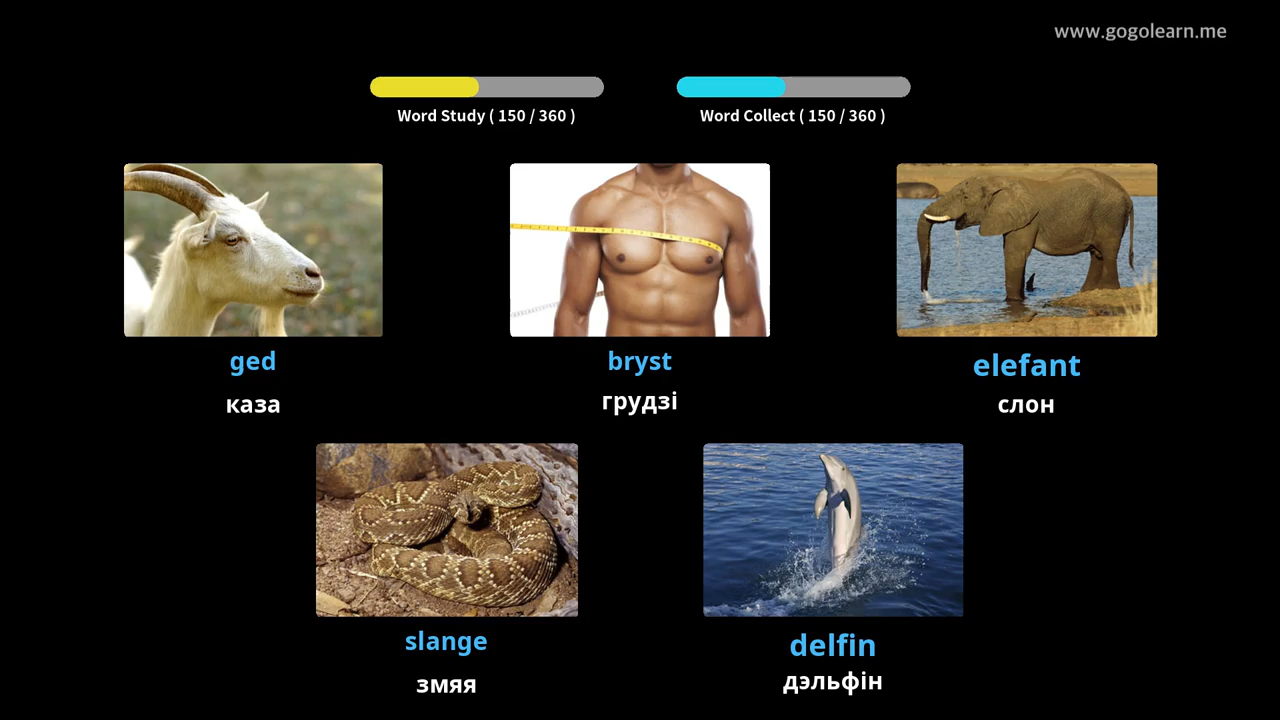 www.gogolearn.me
Word Study ( 150 / 360 )
Word Collect ( 150 / 360 )
ged
bryst
elefant
каза
грудзі
слон
slange
delfin
змяя
дэльфін